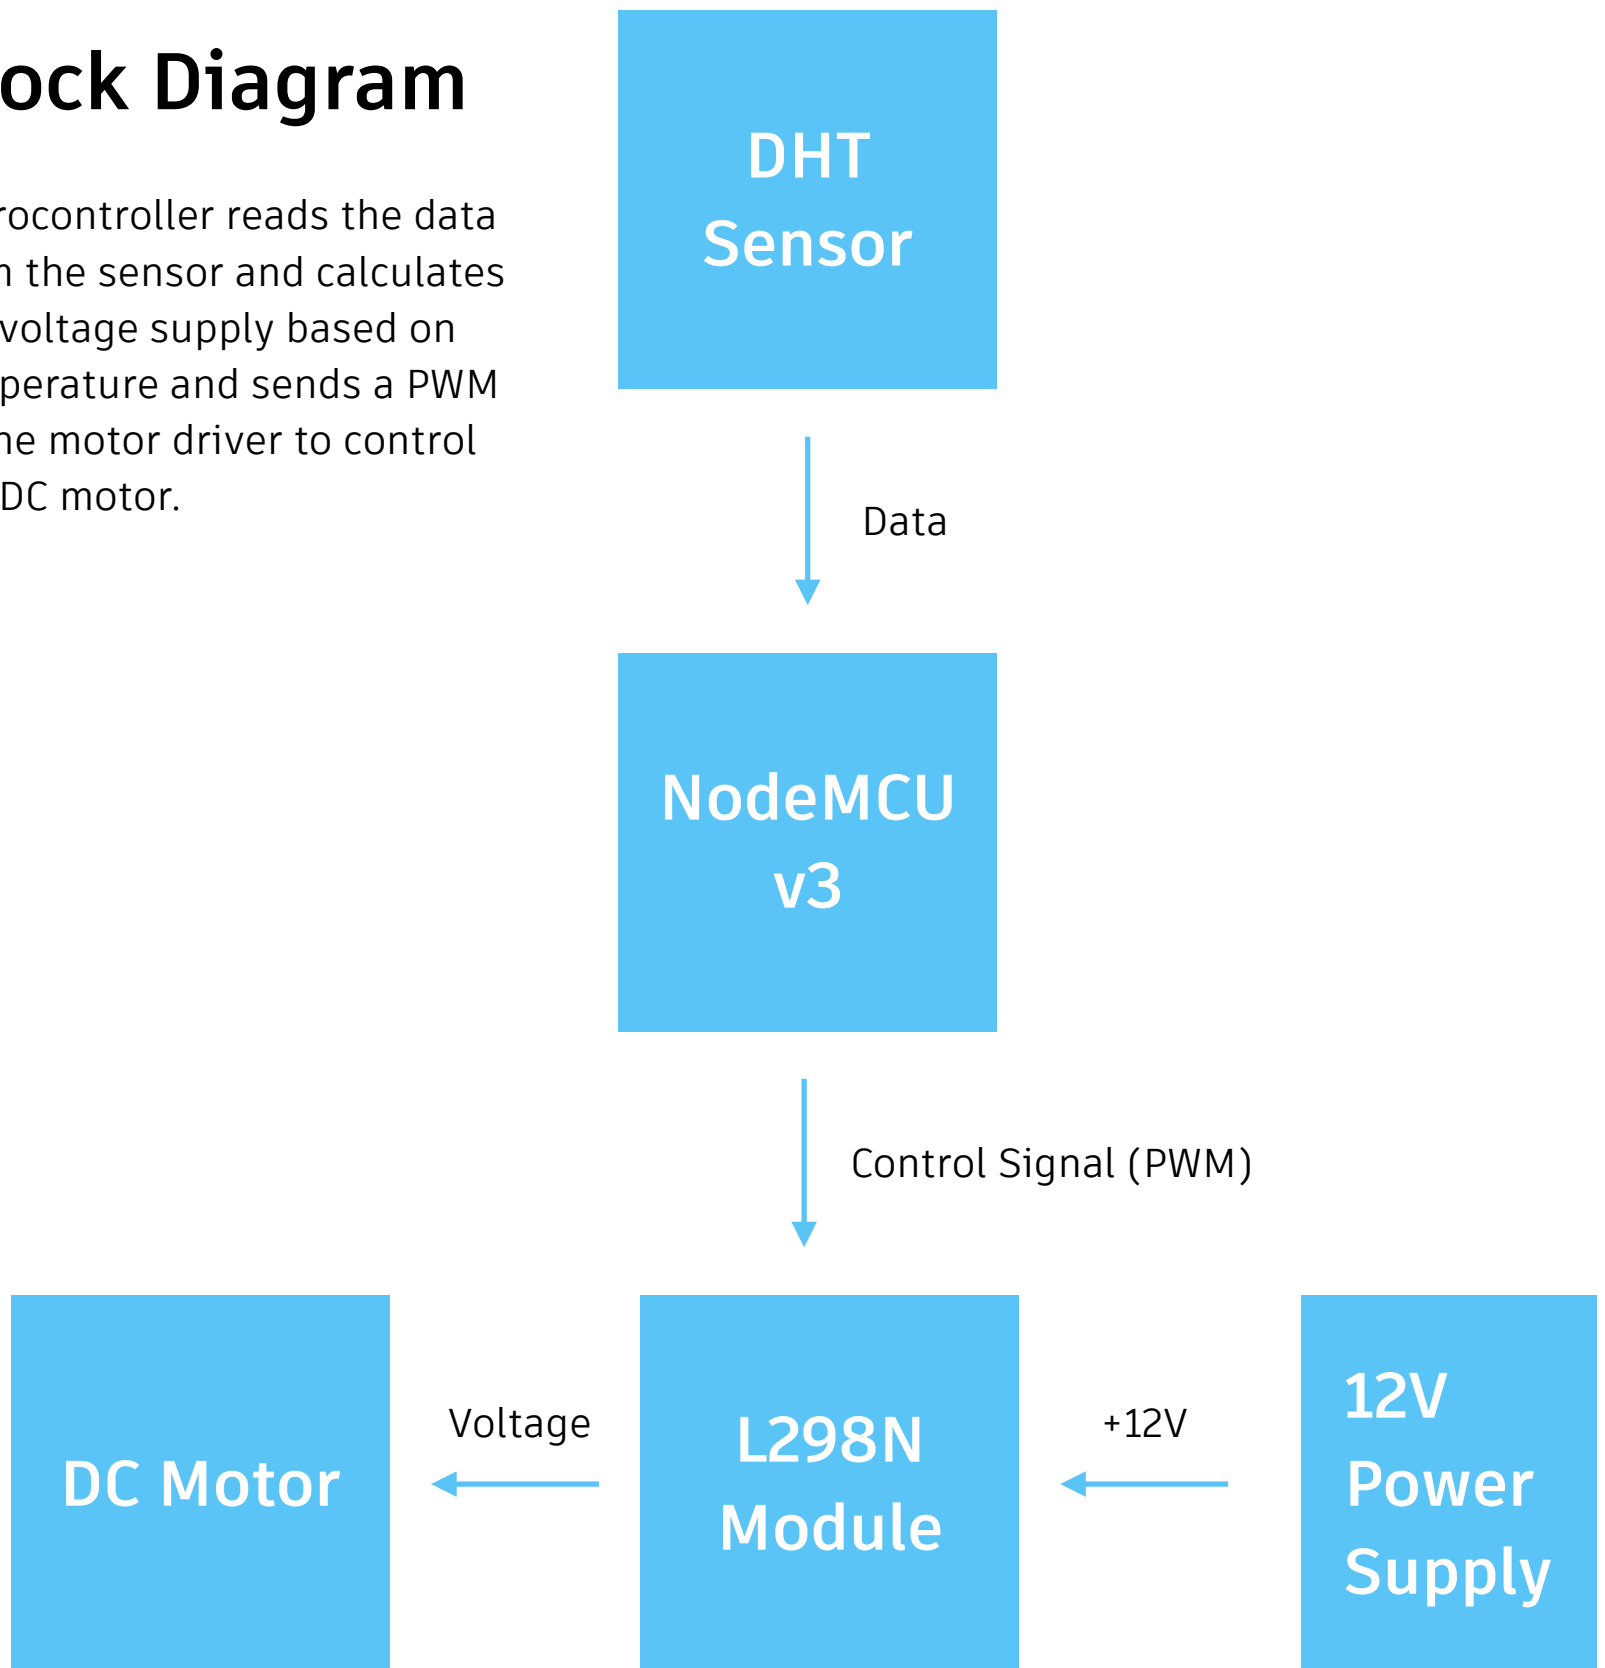 ock Diagram
rocontroller reads the data
the sensor and calculates
voltage supply based on
perature and sends a PWM
he motor driver to control
DC motor.
DHT
Sensor
Data
NodeMCU
v3
Control Signal (PWM)
DC Motor
Voltage
L298N
Module
+12V
12V
Power
Supply